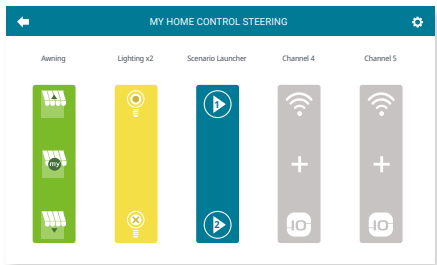 MY HOME CONTROL STEERING
Awning Lighting x2 Scenario Launcher Channel 4 Channel 5
1
my
IO IO
2